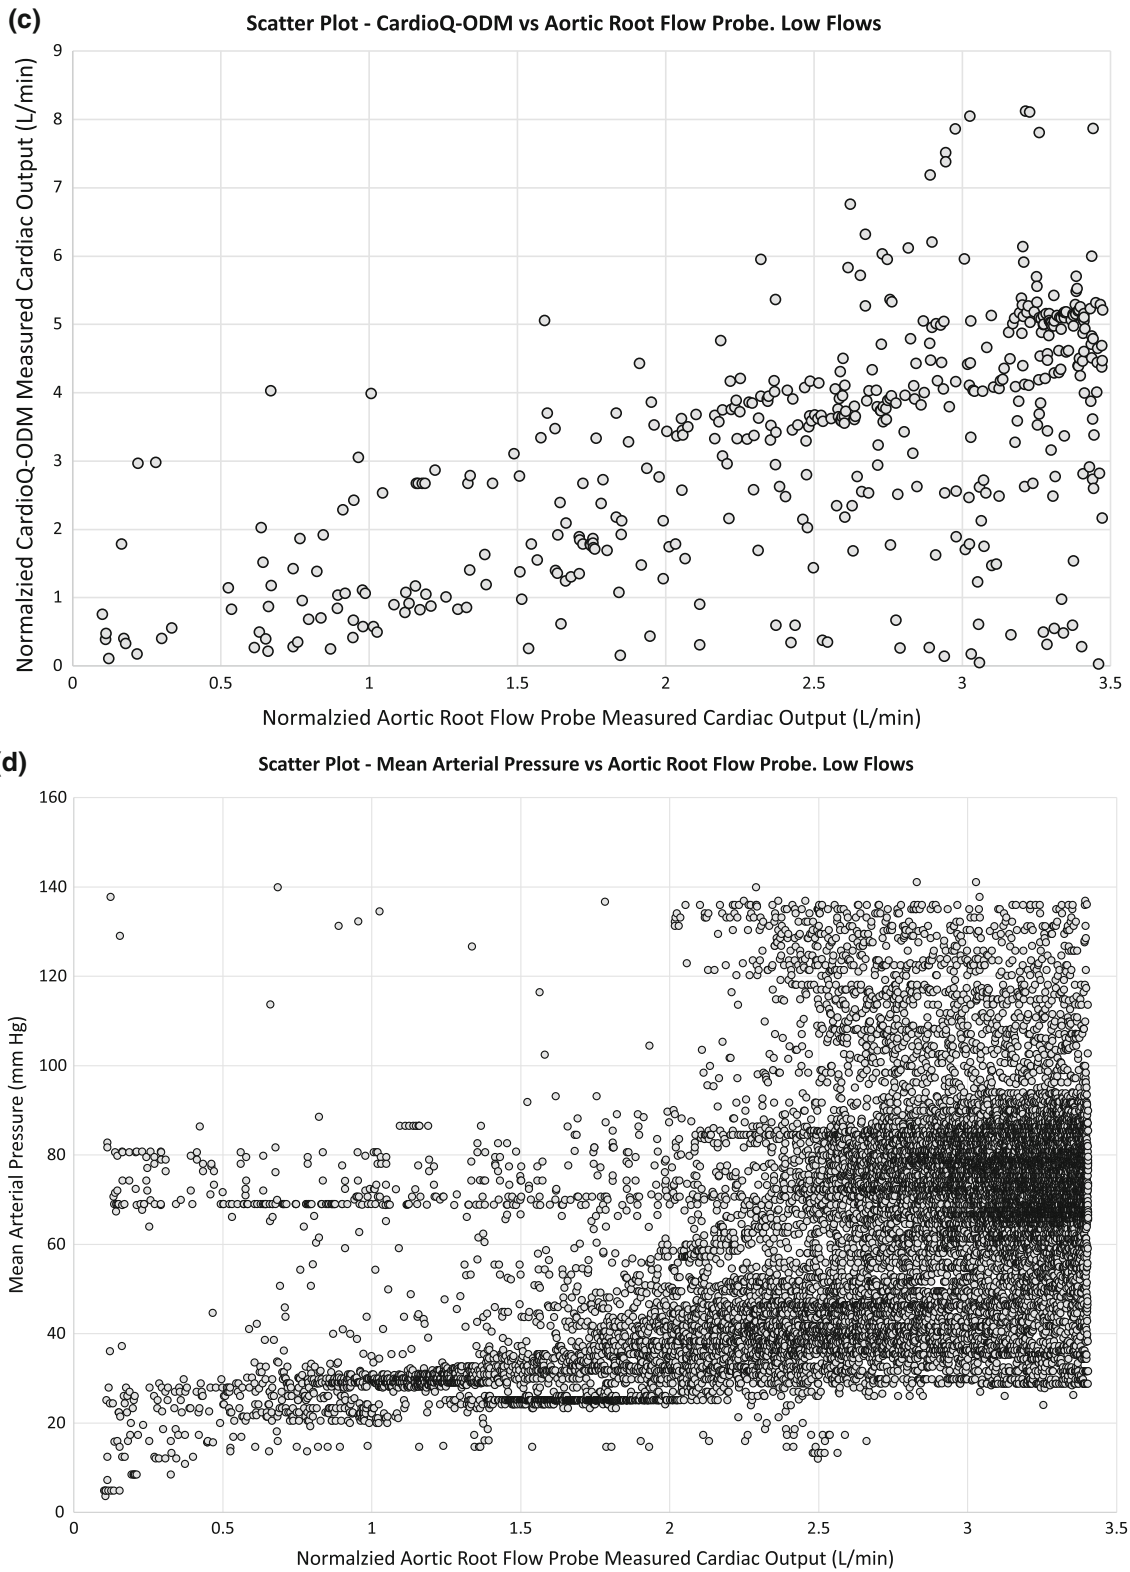 (c)
Scatter Plot - CardioQ-ODM vs Aortic Root Flow Probe. Low Flows
Normalzied CardioQ-ODM Measured Cardiac Output (L/min)
9
8
7
6
5
4
3
2
1
0
0 0.5 1 1.5 2 2.5 3 3.5
Normalzied Aortic Root Flow Probe Measured Cardiac Output (L/min)
(d)
Scatter Plot - Mean Arterial Pressure vs Aortic Root Flow Probe. Low Flows
Mean Arterial Pressure (mm Hg)
160
140
120
100
80
60
40
20
0
0 0.5 1 1.5 2 2.5 3 3.5
Normalzied Aortic Root Flow Probe Measured Cardiac Output (L/min)